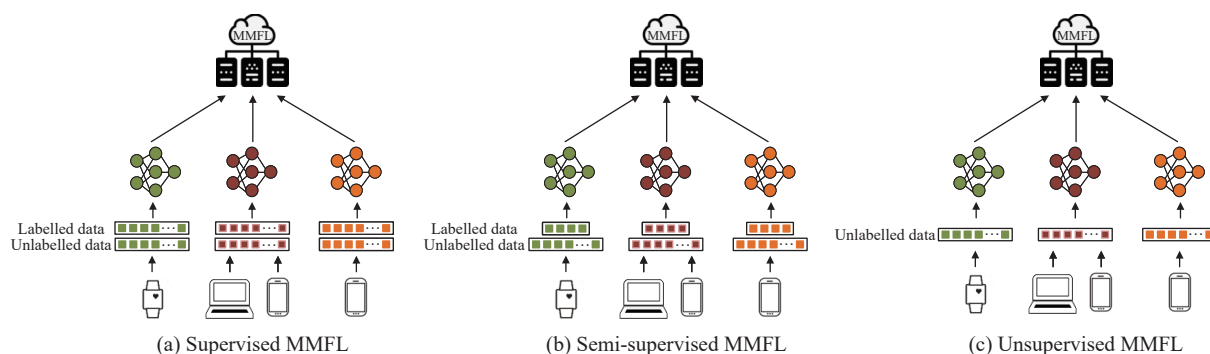 MMFL
MMFL
MMFL
Labelled data
Unlabelled data
Labelled data
Unlabelled data
Unlabelled data
(a) Supervised MMFL
(b) Semi-supervised MMFL
(c) Unsupervised MMFL